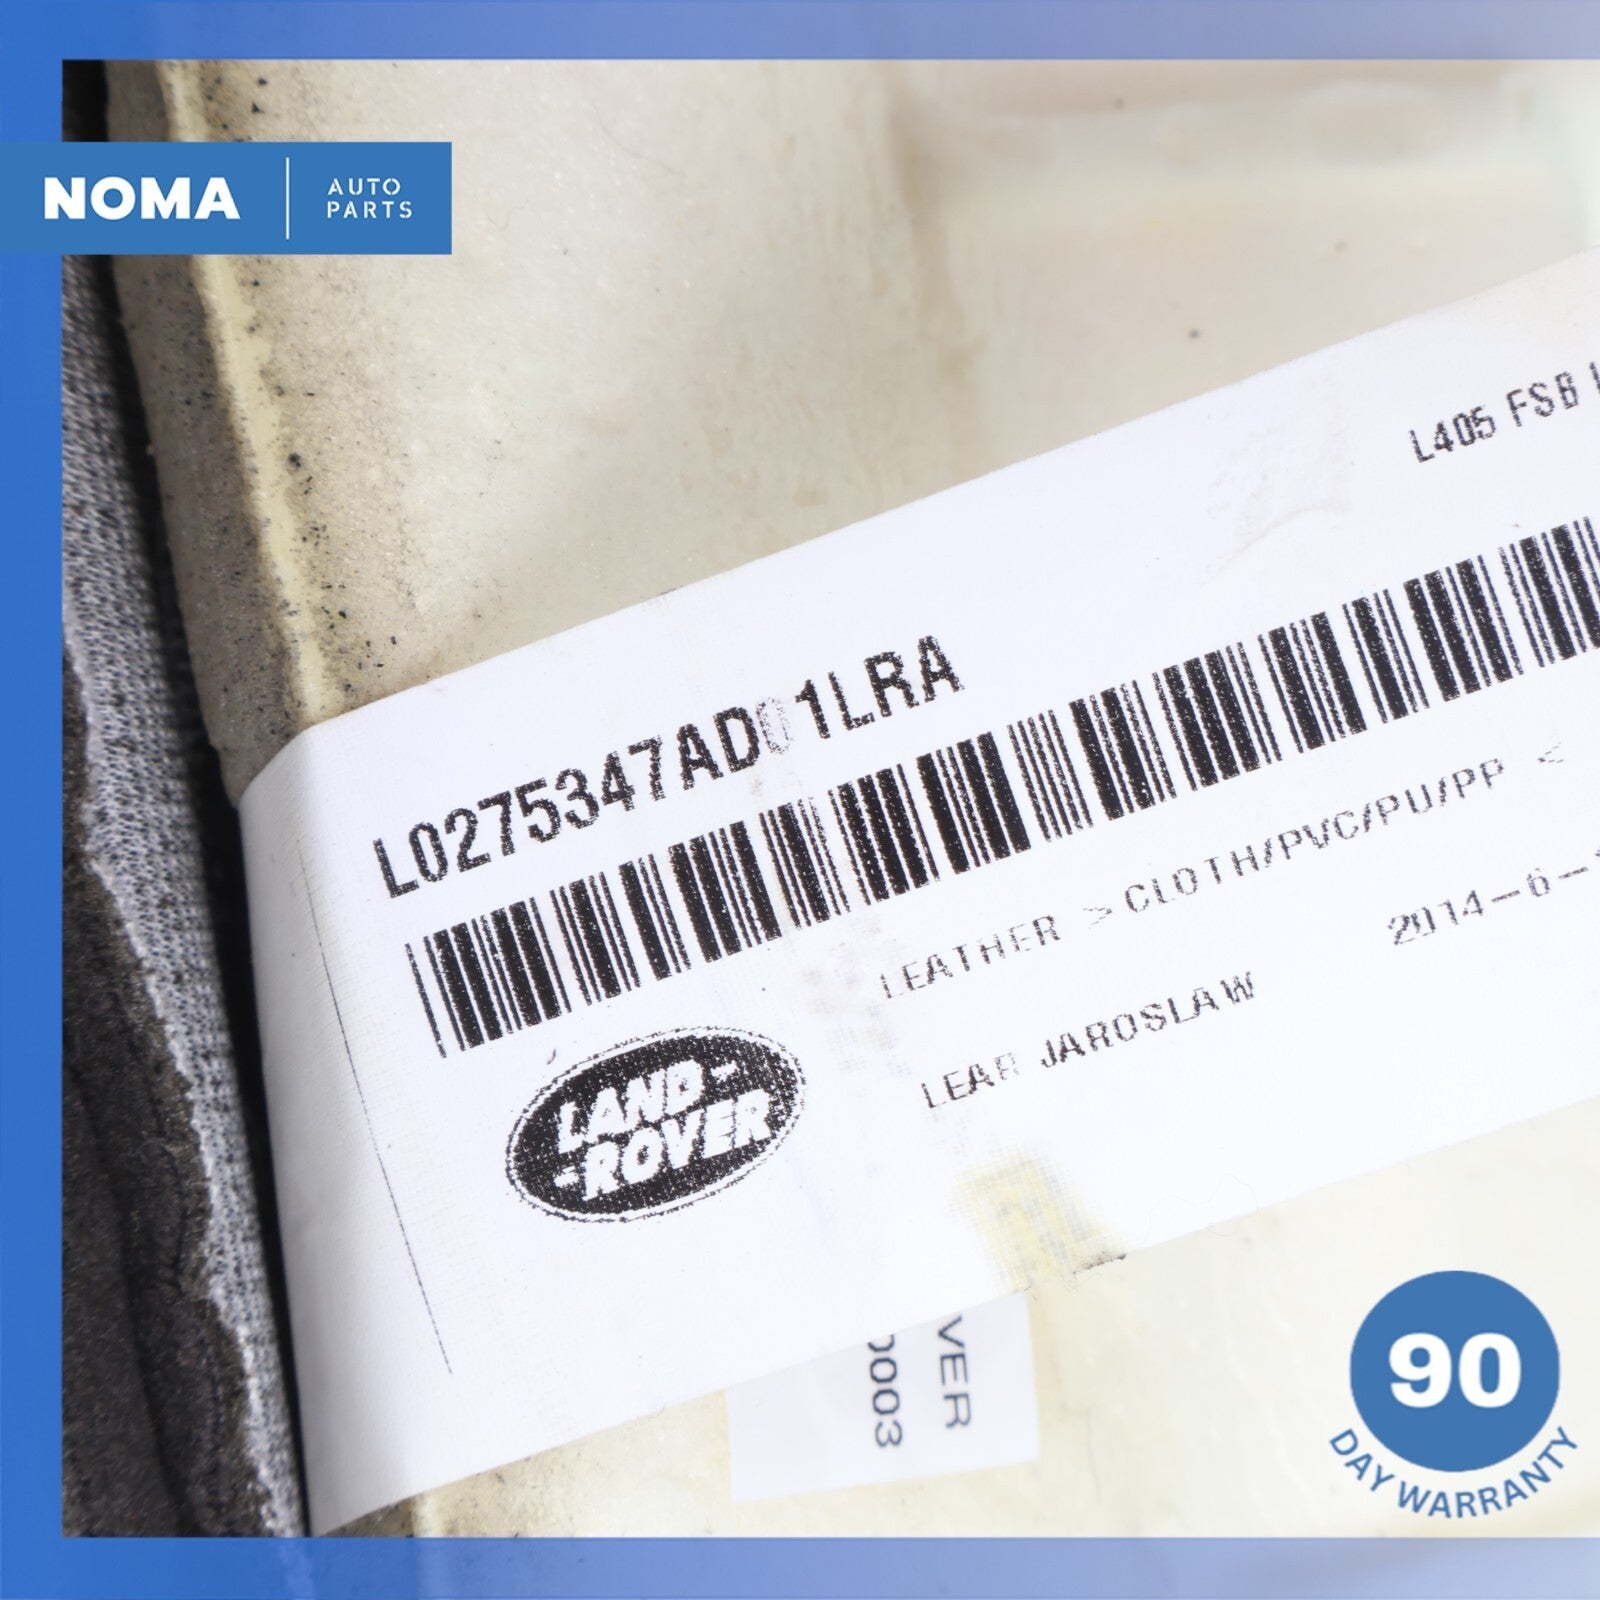 NOMA
AUTO
PARTS
L405 FSB
L0275347AD01LRA
LEATHER >CLOTH/PVC/PU/PP <
2014-6-
LEAR JAROSLAW
LAND-
-ROVER
VER
0003
90
DAY WARRANTY